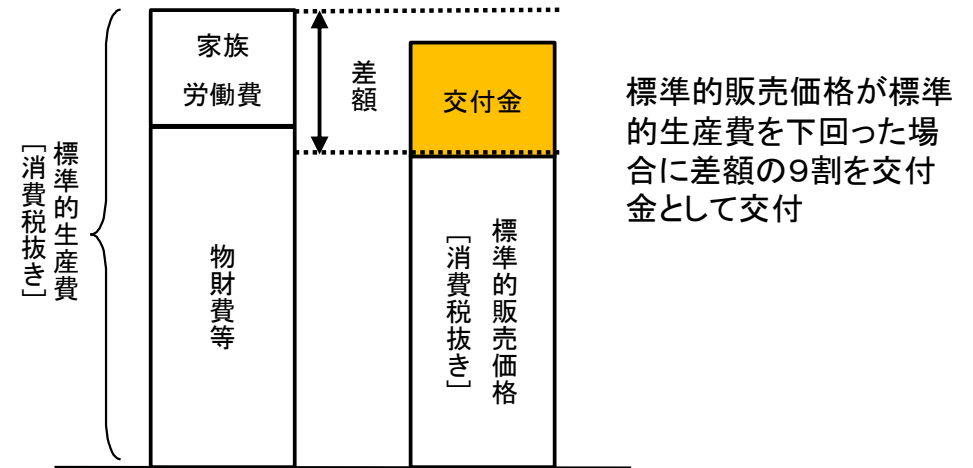 標準的生産費
［消費税抜き］
家族
労働費
物財費等
差額
交付金
標準的販売価格
［消費税抜き］
標準的販売価格が標準
的生産費を下回った場
合に差額の９割を交付
金として交付